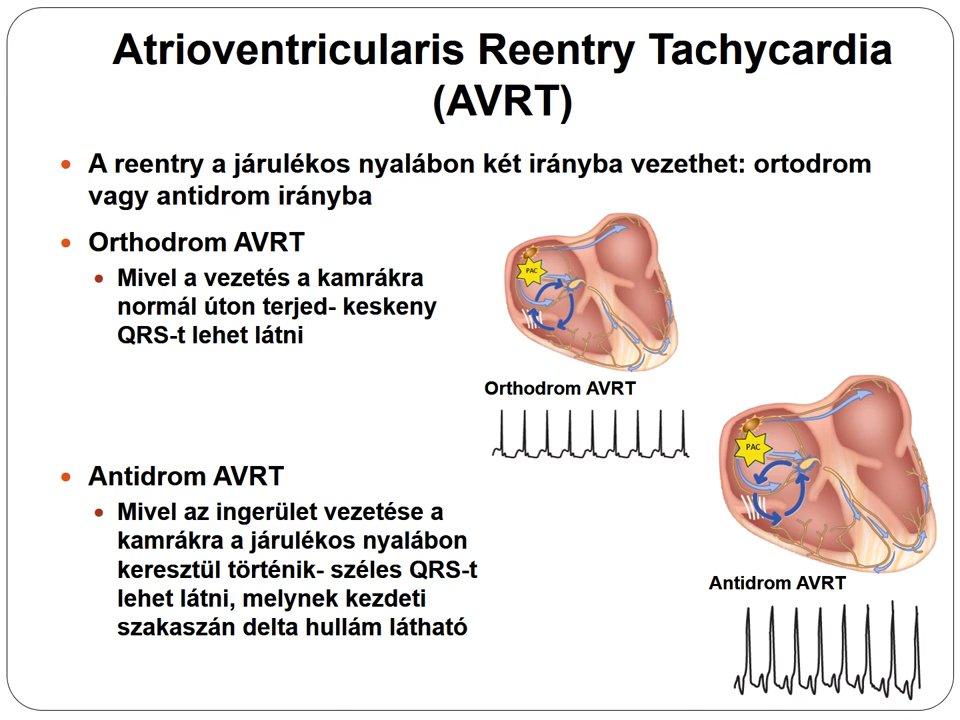 Atrioventricularis Reentry Tachycardia
(AVRT)
A reentry a járulékos nyalábon két irányba vezethet: ortodrom
vagy antidrom irányba
Orthodrom AVRT
Mivel a vezetés a kamrákra
normál úton terjed- keskeny
QRS-t lehet látni
PAC
Orthodrom AVRT
Antidrom AVRT
Mivel az ingerület vezetése a
kamrákra a járulékos nyalábon
keresztül történik- széles QRS-t
lehet látni, melynek kezdeti
szakaszán delta hullám látható
PAC
Antidrom AVRT